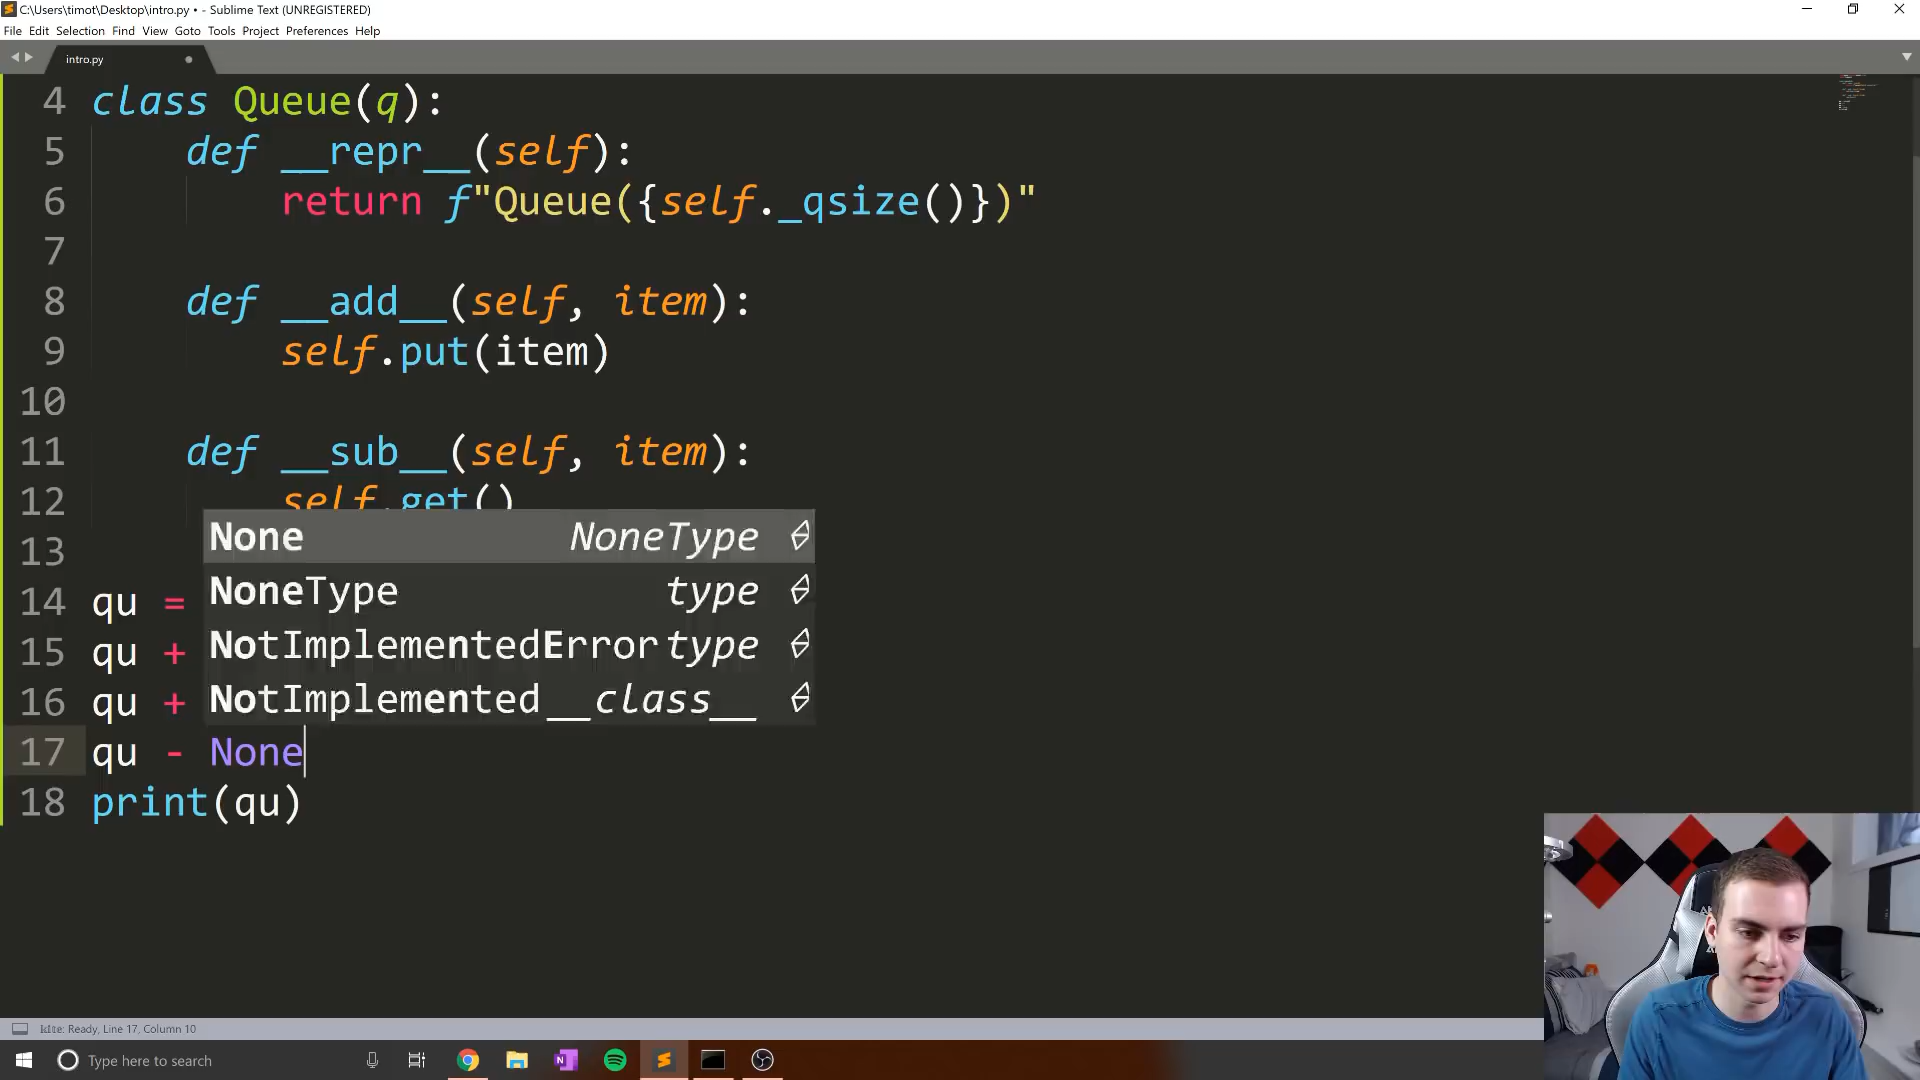 C:\Users\timot\Desktop\intro.py • - Sublime Text (UNREGISTERED)
File Edit Selection Find View Goto Tools Project Preferences Help
intro.py
4 class Queue(q):
5 def __repr__(self):
6 return f"Queue({self._qsize()})"
7
8 def __add__(self, item):
9 self.put(item)
10
11 def __sub__(self, item):
12 self.get()
13
None NoneType
14 qu =
NoneType type
15 qu +
NotImplementedError type
16 qu +
NotImplemented __class__
17 qu - None
18 print(qu)
Ready, Line 17, Column 10
Type here to search